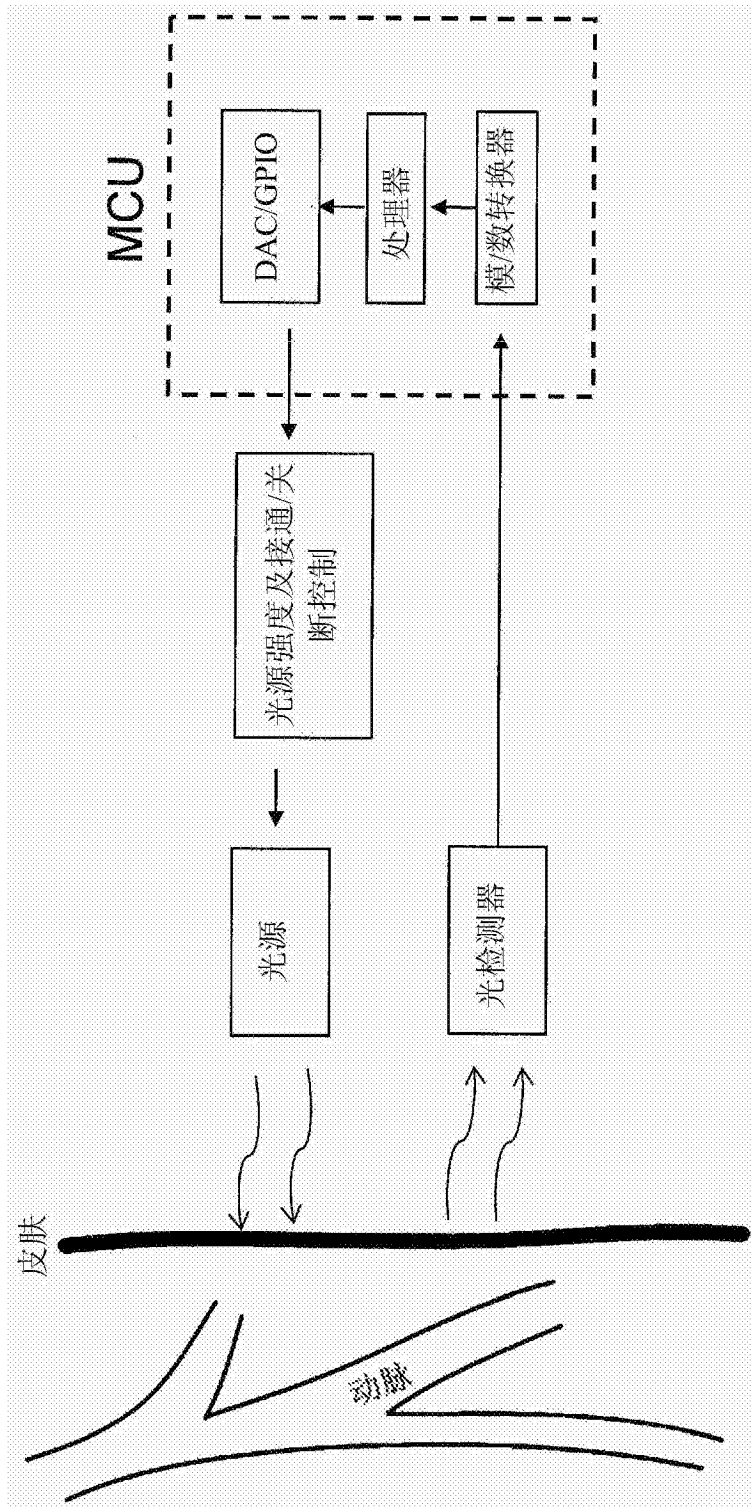 皮肤
动脉
光源
光检测器
光源强度及接通/关
断控制
MCU
DAC/GPIO
处理器
模/数转换器